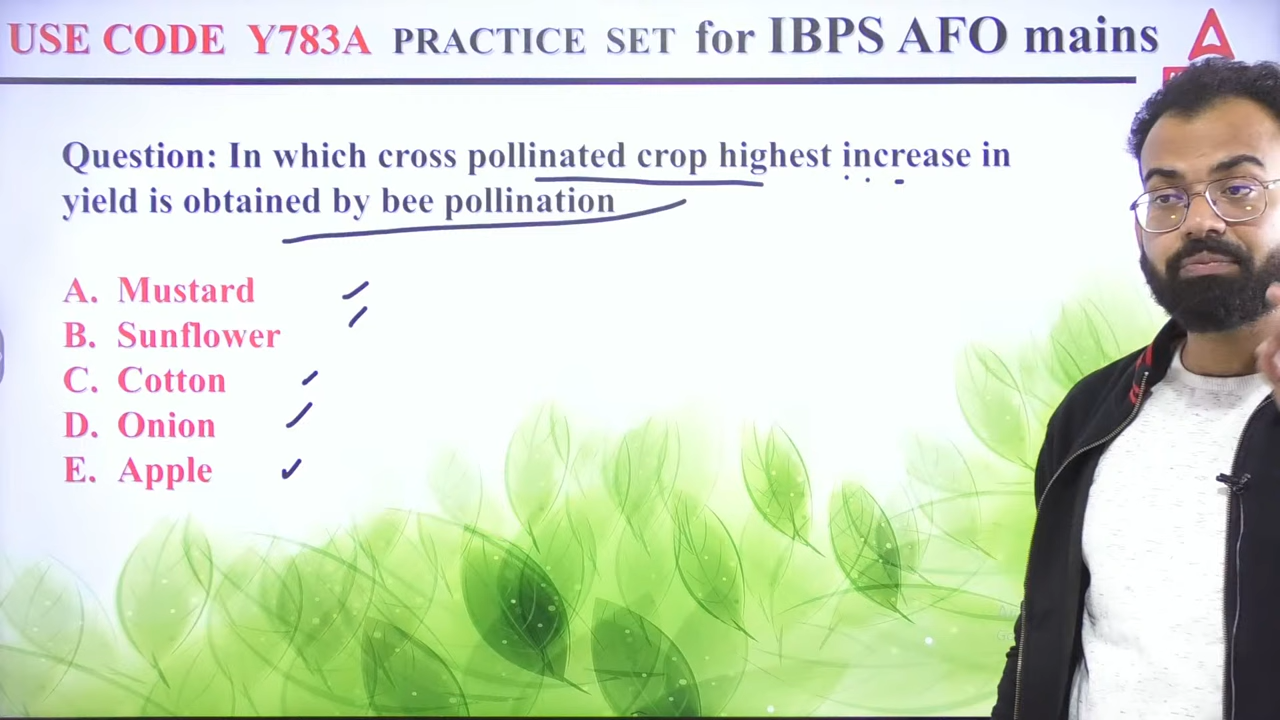 USE CODE Y783A PRACTICE SET for IBPS AFO mains
Question: In which cross pollinated crop highest increase in
yield is obtained by bee pollination
A. Mustard
B. Sunflower
C. Cotton
D. Onion
E. Apple